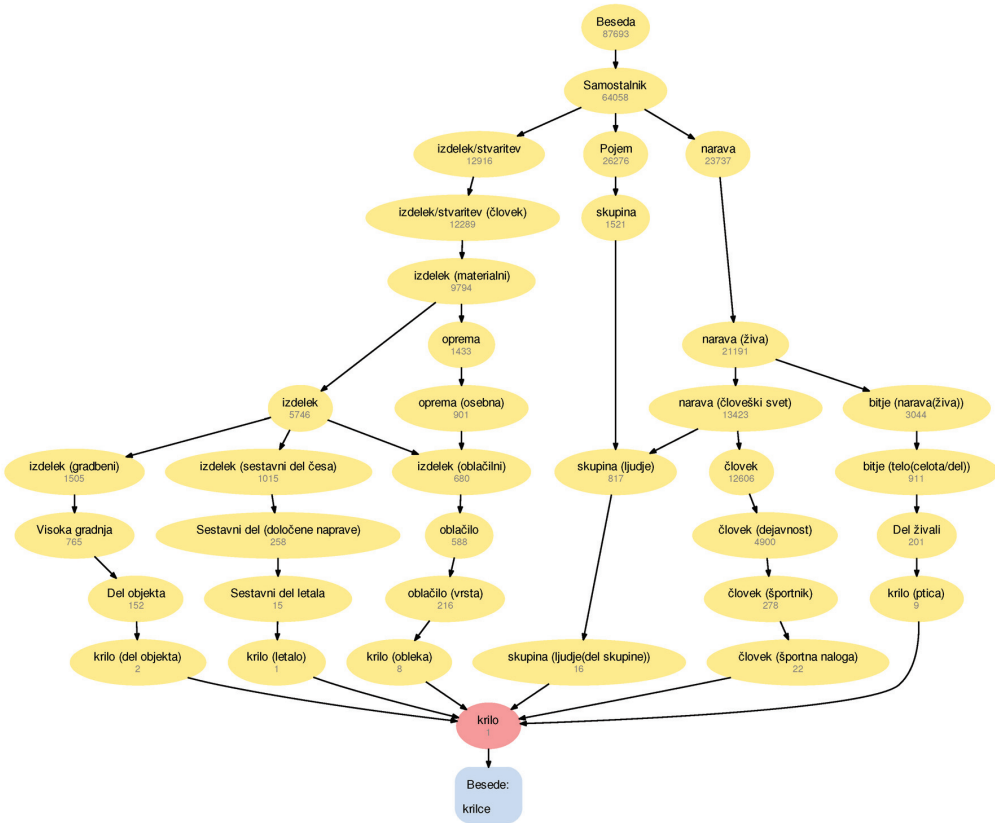 Beseda
87693
Samostalnik
64058
izdelek/stvaritev
12916
Pojem
26276
narava
23737
izdelek/stvaritev (človek)
12289
skupina
1521
izdelek (materialni)
9794
oprema
1433
narava (živa)
21191
izdelek
5746
oprema (osebna)
901
narava (človeški svet)
13423
bitje (narava(živa))
3044
izdelek (gradbeni)
1505
izdelek (sestavni del česa)
1015
izdelek (oblačilni)
680
skupina (ljudje)
817
človek
12606
bitje (telo(celota/del))
911
Visoka gradnja
765
Sestavni del (določene naprave)
258
oblačilo
588
človek (dejavnost)
4900
Del živali
201
Del objekta
152
Sestavni del letala
15
oblačilo (vrsta)
216
človek (športnik)
278
krilo (ptica)
9
krilo (del objekta)
2
krilo (letalo)
1
krilo (obleka)
8
skupina (ljudje(del skupine))
16
človek (športna naloga)
22
krilo
1
Besede:
krilce